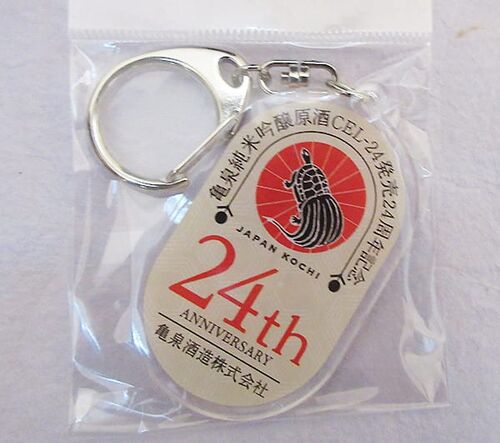 亀泉純米吟醸原酒CEL-24発売24周年記念
JAPAN KOCHI
24th
ANNIVERSARY
亀泉酒造株式会社